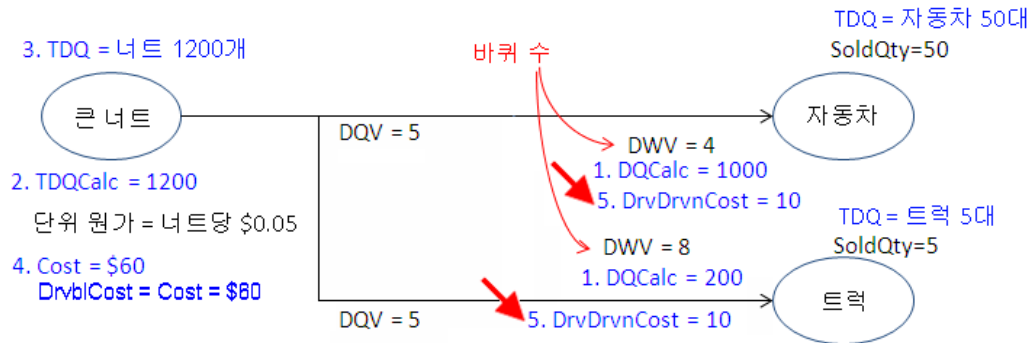 TDQ = 자동차 50대
SoldQty=50
3. TDQ = 너트 1200개
바퀴 수
큰 너트
자동차
DQV = 5
DWV = 4
1. DQCalc = 1000
5. DrvDrvnCost = 10
2. TDQCalc = 1200
단위 원가 = 너트당 $0.05
4. Cost = $60
DrvblCost = Cost = $60
TDQ = 트럭 5대
SoldQty=5
DWV = 8
1. DQCalc = 200
트럭
DQV = 5
5. DrvDrvnCost = 10